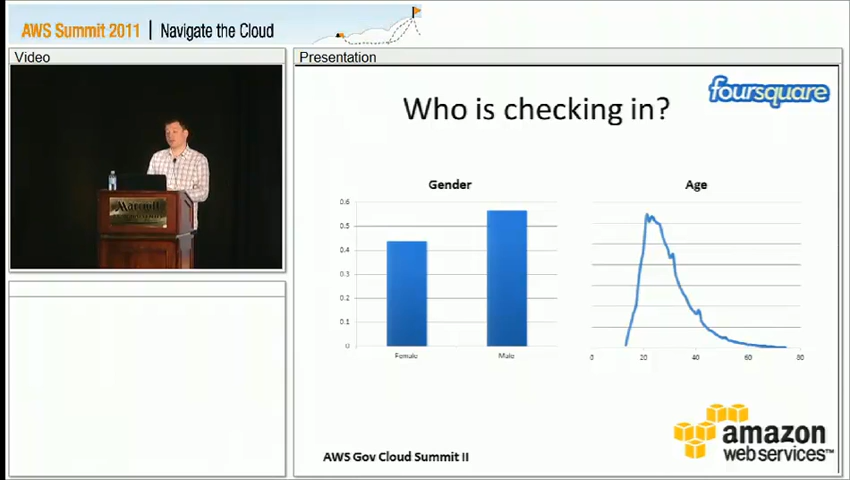 AWS Summit 2011 | Navigate the Cloud
Video
Presentation
Marriott
Who is checking in?
foursquare
Gender
0.6
0.5
0.4
0.3
0.2
0.1
0
Female
Male
Age
0
20
40
60
80
AWS Gov Cloud Summit II
amazon
web services™